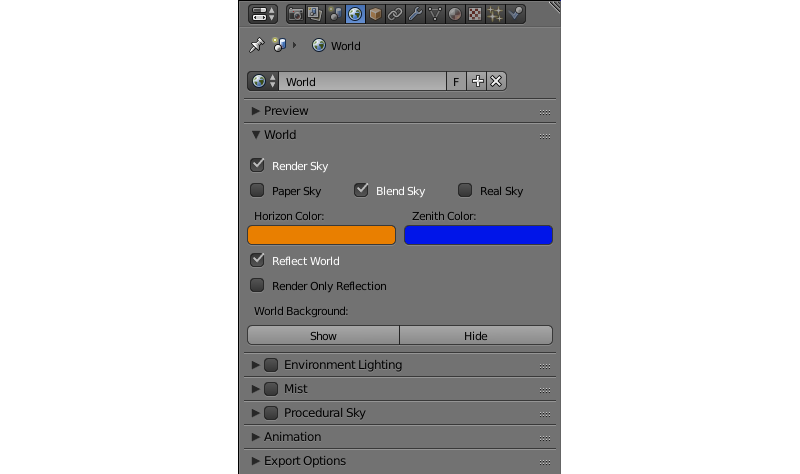 World
World F
Preview
World
Render Sky
Paper Sky Blend Sky Real Sky
Horizon Color: Zenith Color:
Reflect World
Render Only Reflection
World Background:
Show Hide
Environment Lighting
Mist
Procedural Sky
Animation
Export Options